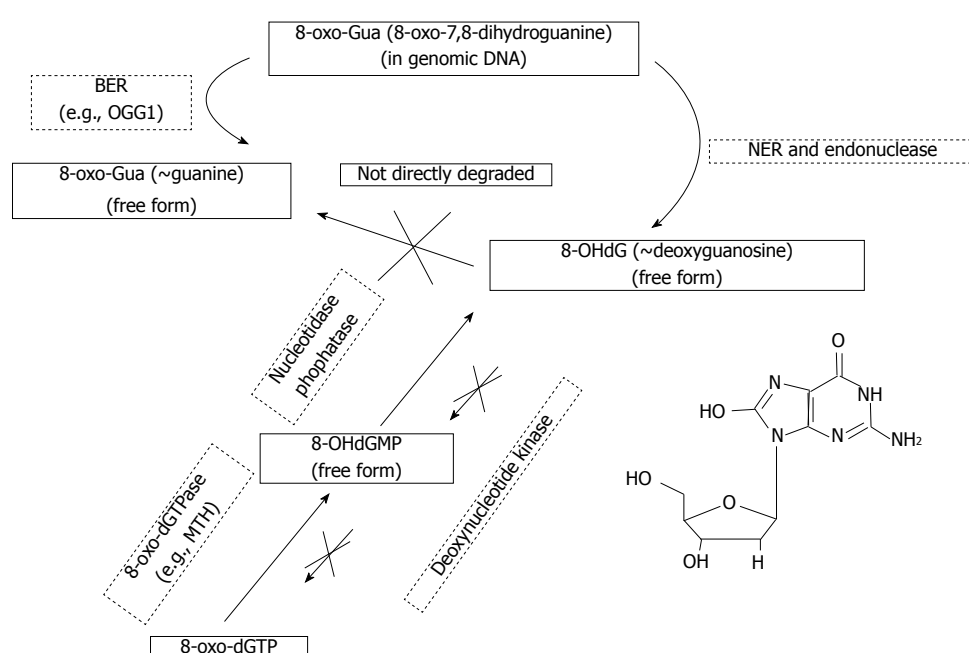 8-oxo-Gua (8-oxo-7,8-dihydroguanine)
(in genomic DNA)
BER
(e.g., OGG1)
NER and endonuclease
8-oxo-Gua (~guanine)
(free form)
Not directly degraded
8-OHdG (~deoxyguanosine)
(free form)
Nucleotidase
phophatase
8-OHdGMP
(free form)
8-oxo-dGTPase
(e.g., MTH)
Deoxynucleotide kinase
8-oxo-dGTP
O
N
NH
HO
N
N
NH2
HO
O
OH
H